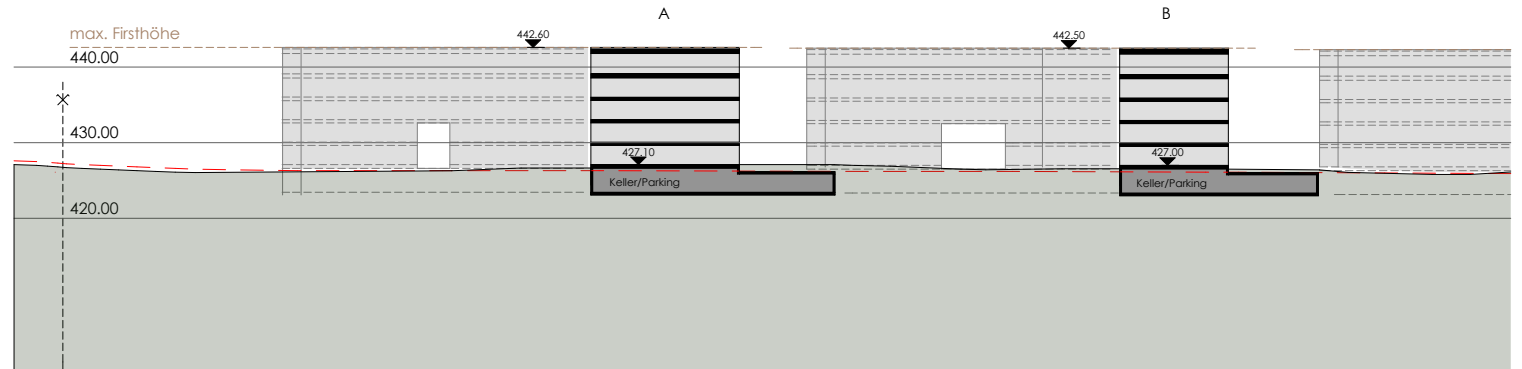 A
B
max. Firsthöhe
442.60
442.50
440.00
430.00
427.10
427.00
Keller/Parking
Keller/Parking
420.00